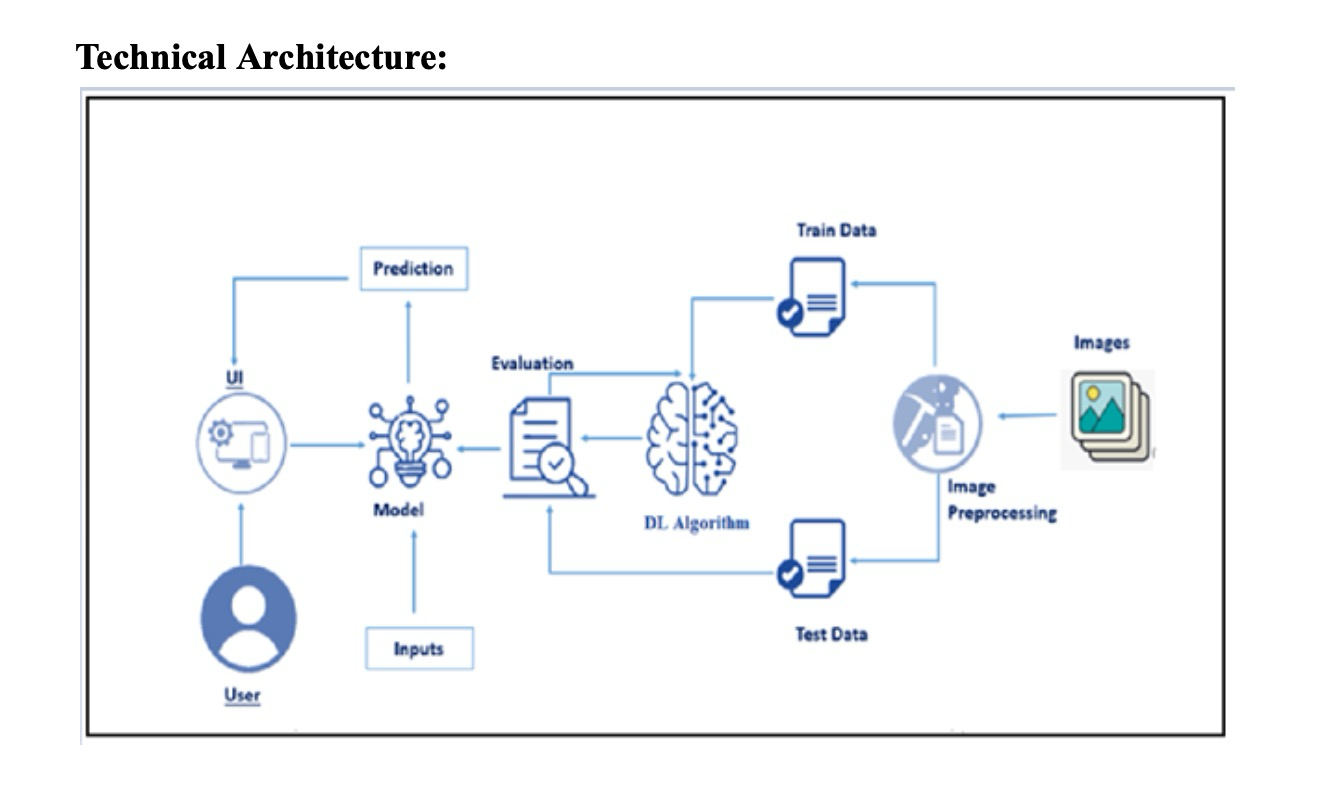 Technical Architecture:
Train Data
Prediction
Images
Evaluation
UI
Image
Preprocessing
Model
DL Algorithm
Test Data
Inputs
User